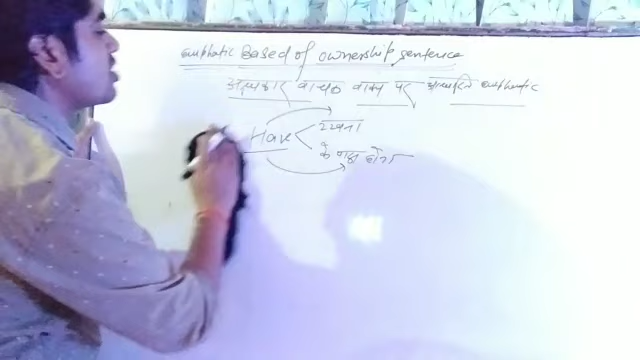 emphatic Based of ownership sentence
अधिकार वाचक वाक्य पर आधारित emphatic
Have
रखना
के पास होना